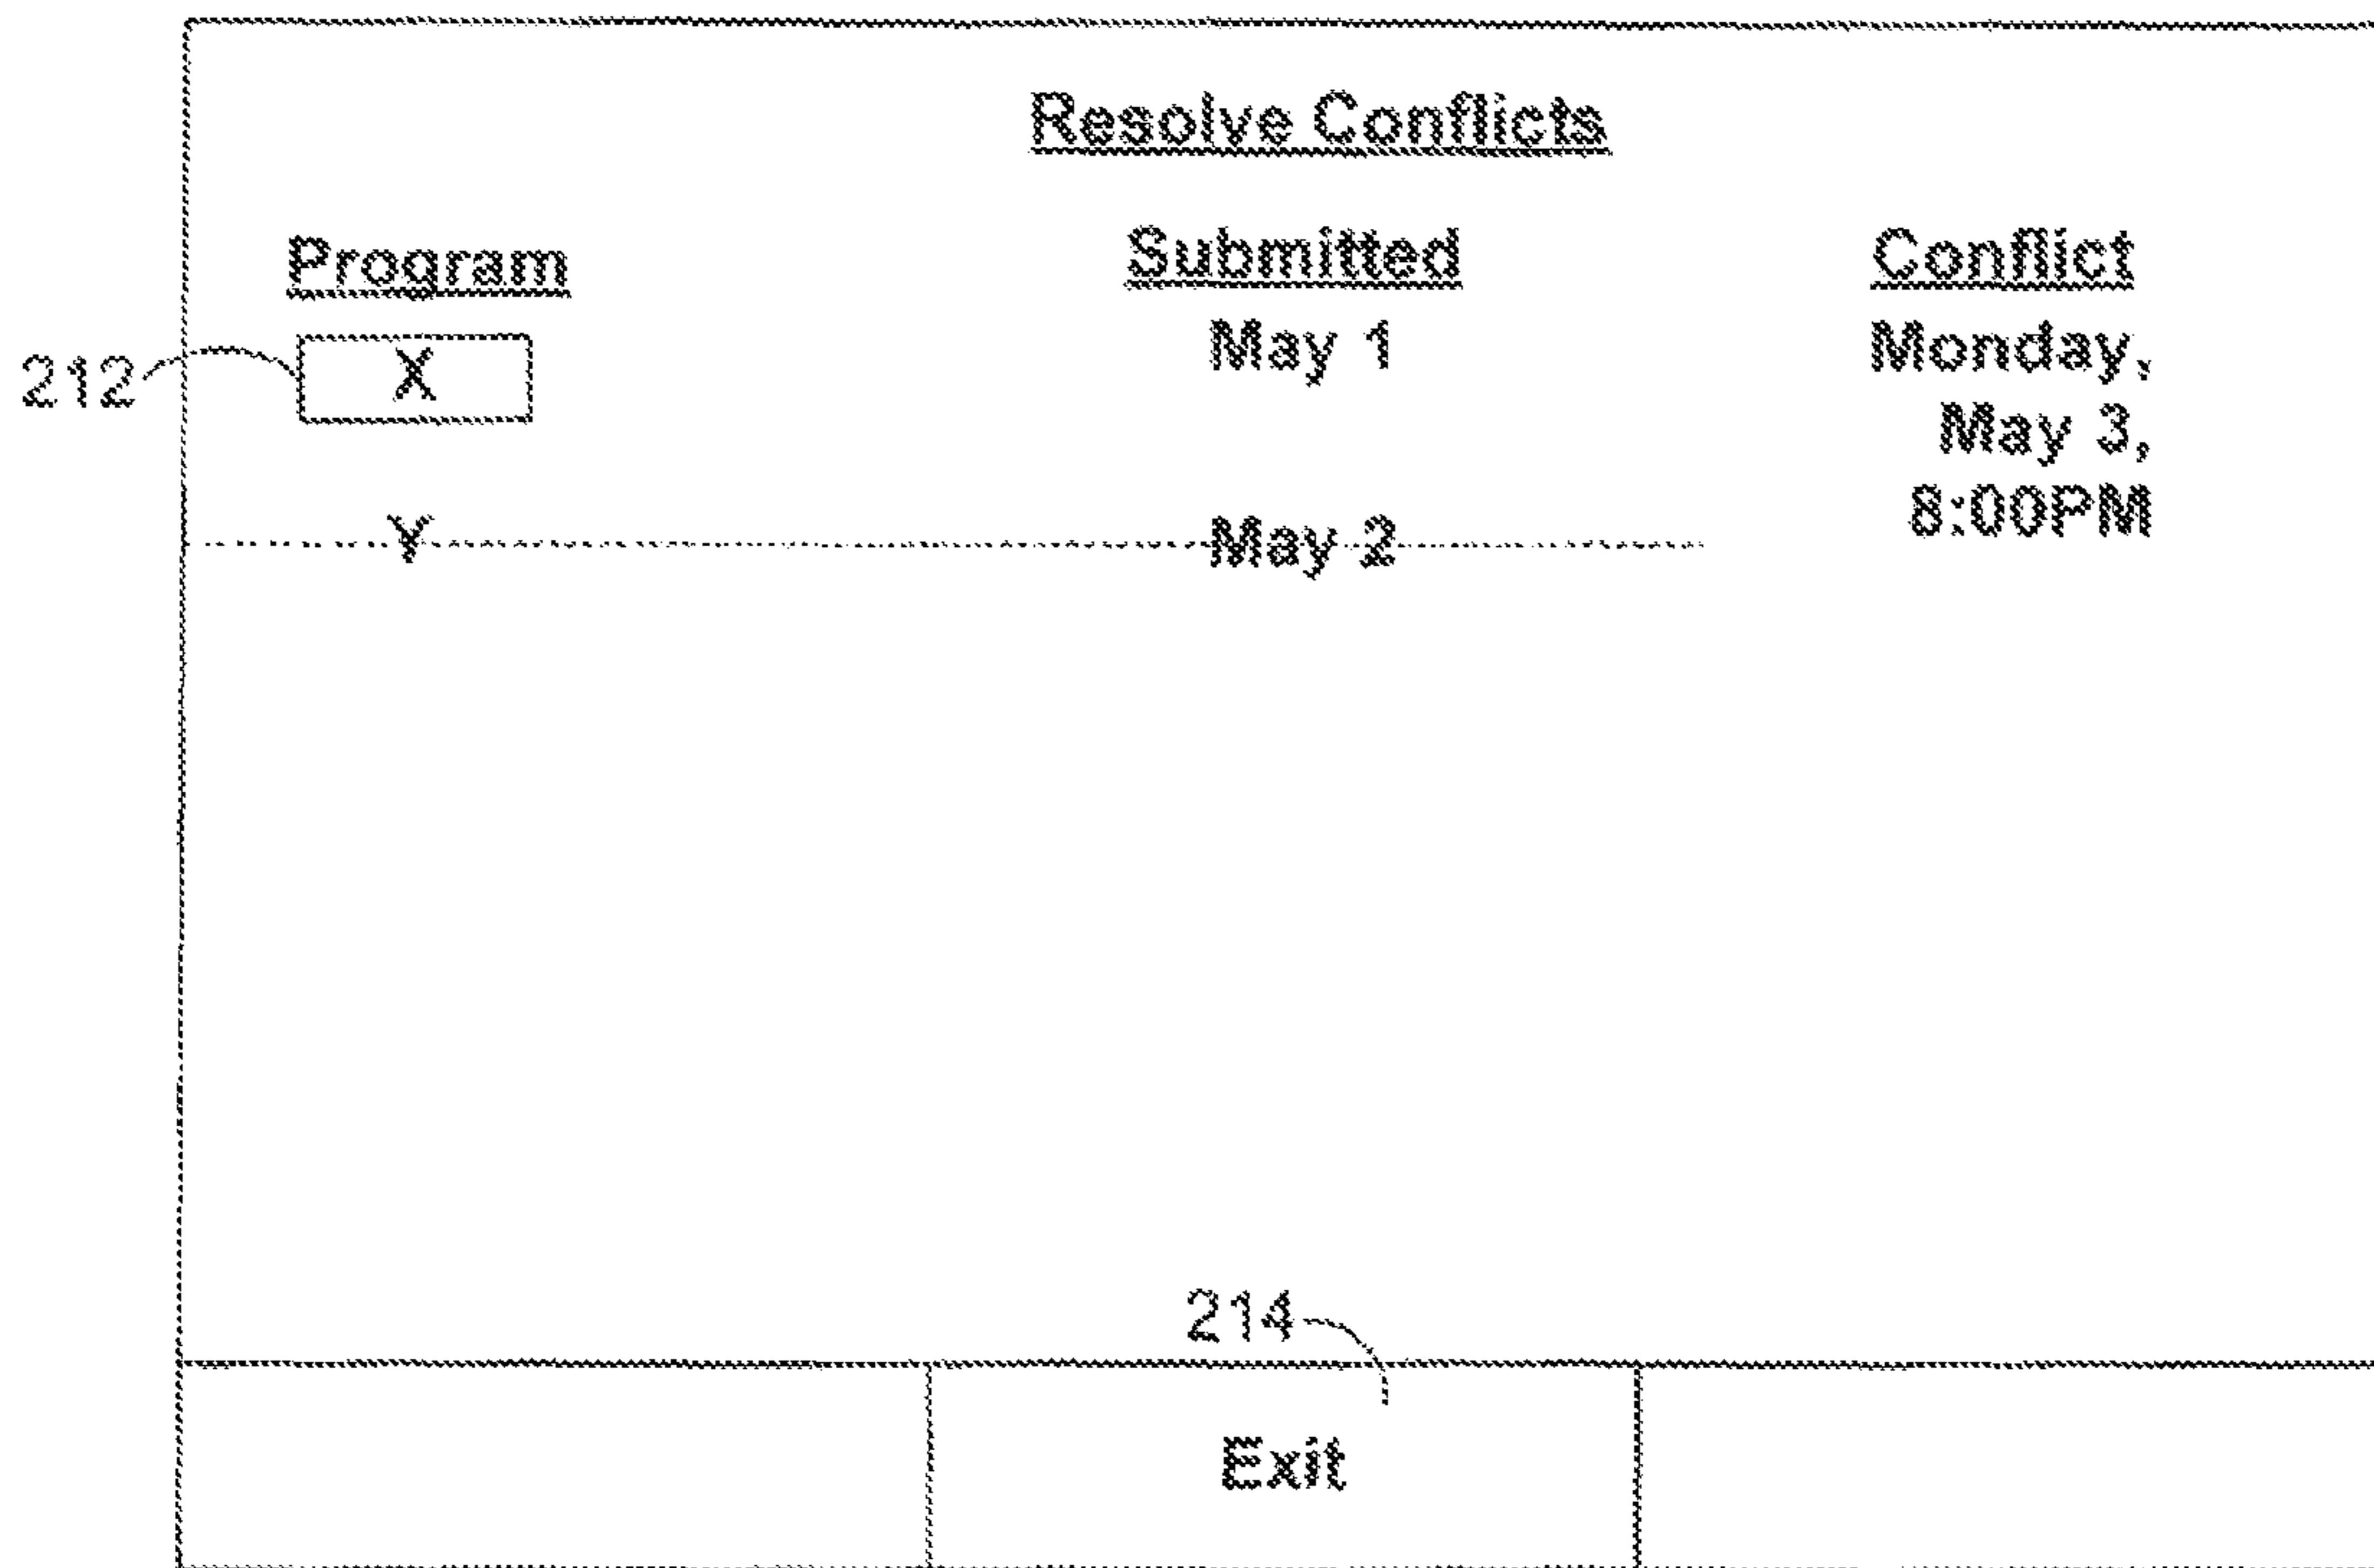 Resolve Conflicts
Program Submitted Conflict
212 X May 1 Monday,
May 3,
8:00PM
Y May 2
214
Exit